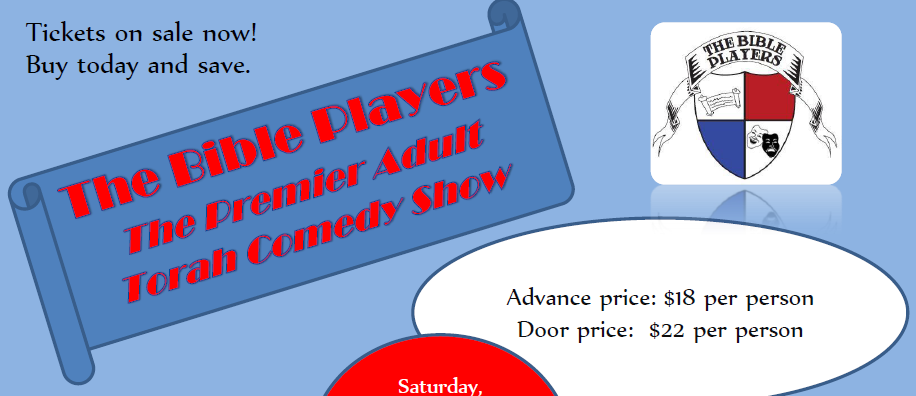 Tickets on sale now!
Buy today and save.
The Bible Players
The Premier Adult
Torah Comedy Show
THE BIBLE
PLAYERS
Advance price: $18 per person
Door price: $22 per person
Saturday,